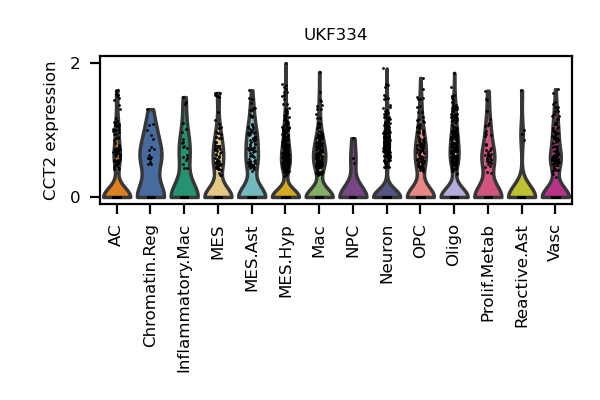 UKF334
CCT2 expression
2
0
AC
Chromatin.Reg
Inflammatory.Mac
MES
MES.Ast
MES.Hyp
Mac
NPC
Neuron
OPC
Oligo
Prolif.Metab
Reactive.Ast
Vasc